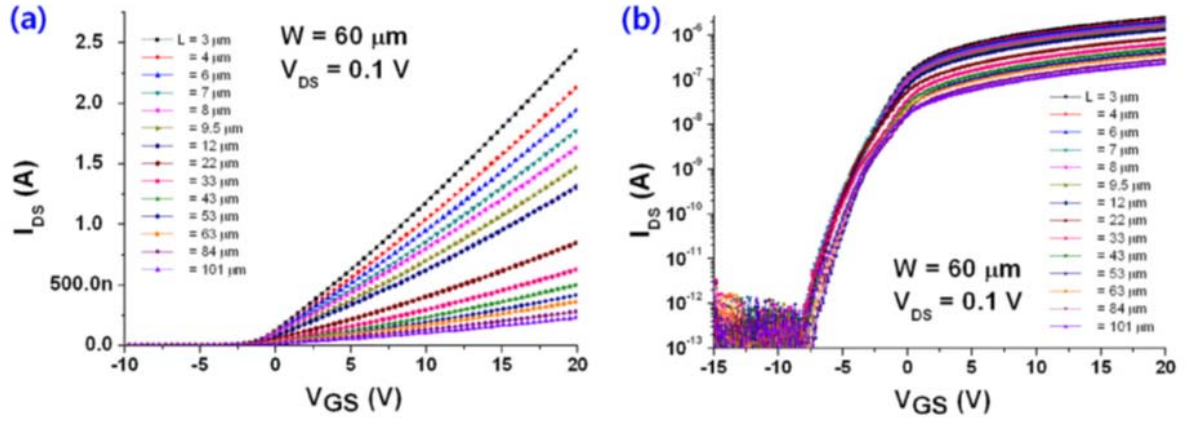 (a)
2.5
2.0
1.5
1.0
500.0n
0.0
-10
-5
0
5
10
15
20
I_DS (A)
V_GS (V)
W = 60 µm
V_DS = 0.1 V
L = 3 µm
= 4 µm
= 6 µm
= 7 µm
= 8 µm
= 9.5 µm
= 12 µm
= 22 µm
= 33 µm
= 43 µm
= 53 µm
= 63 µm
= 84 µm
= 101 µm
(b)
10^-6
10^-7
10^-8
10^-9
10^-10
10^-11
10^-12
10^-13
-15
-10
-5
0
5
10
15
20
I_DS (A)
V_GS (V)
L = 3 µm
= 4 µm
= 6 µm
= 7 µm
= 8 µm
= 9.5 µm
= 12 µm
= 22 µm
= 33 µm
= 43 µm
= 53 µm
= 63 µm
= 84 µm
= 101 µm
W = 60 µm
V_DS = 0.1 V